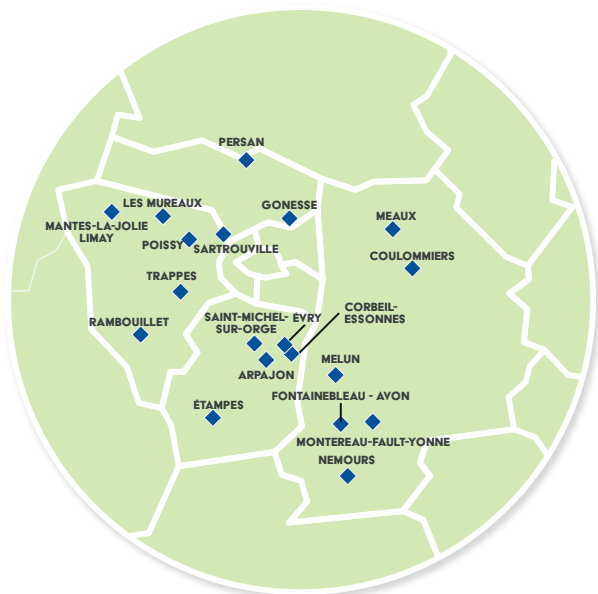 PERSAN
LES MUREAUX
GONESSE
MEAUX
MANTES-LA-JOLIE
LIMAY
POISSY
SARTROUVILLE
COULOMMIERS
TRAPPES
RAMBOUILLET
SAINT-MICHEL-
SUR-ORGE
ÉVRY
CORBEIL-
ESSONNES
ARPAJON
MELUN
FONTAINEBLEAU - AVON
ÉTAMPES
MONTEREAU-FAULT-YONNE
NEMOURS